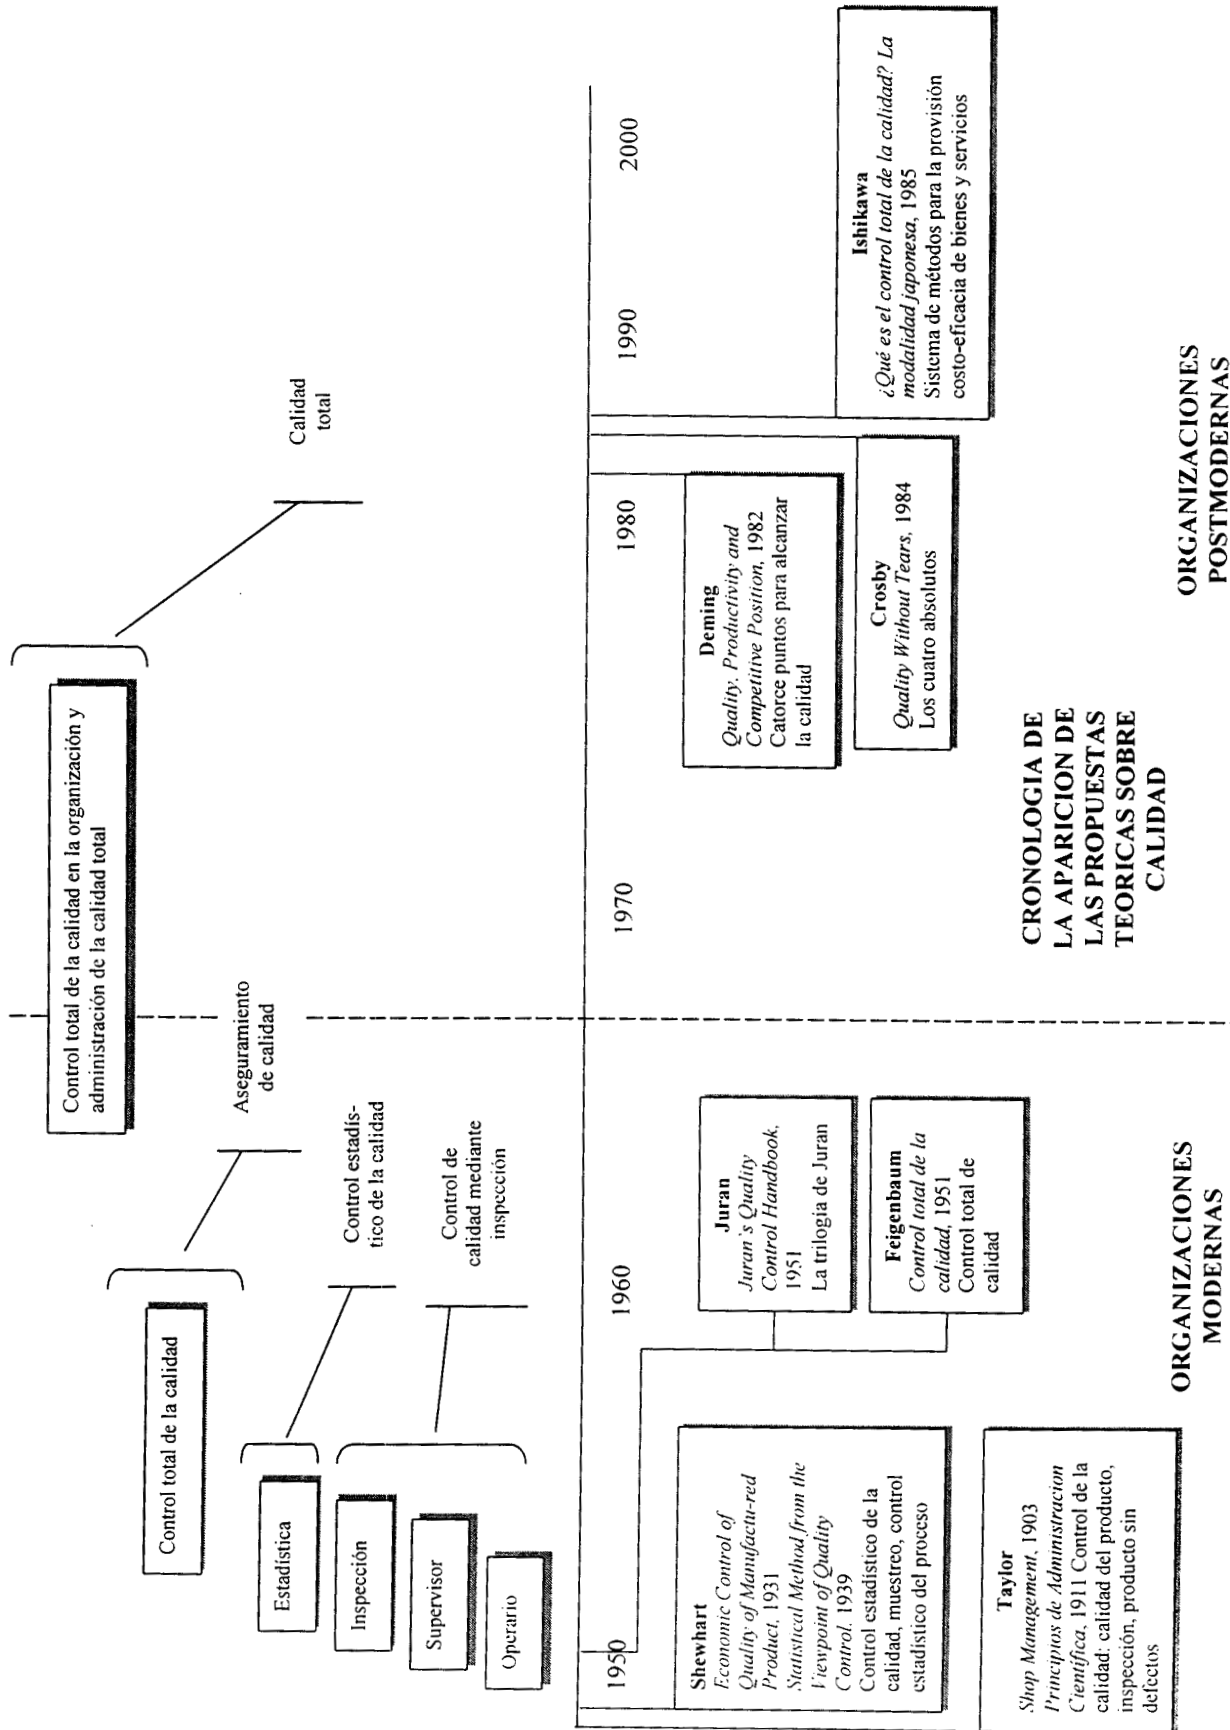 Control total de la calidad en la organización y
administración de la calidad total
Calidad
total
Control total de la calidad
Aseguramiento
de calidad
Estadística
Control estadís-
tico de la calidad
Inspección
Supervisor
Operario
Control de
calidad mediante
inspección
1950
1960
1970
1980
1990
2000
Shewhart
Economic Control of
Quality of Manufactu-red
Product, 1931
Statistical Method from the
Viewpoint of Quality
Control. 1939
Control estadístico de la
calidad, muestreo, control
estadístico del proceso
Taylor
Shop Management, 1903
Principios de Administracion
Científica, 1911 Control de la
calidad: calidad del producto,
inspección, producto sin
defectos
Juran
Juran's Quality
Control Handbook,
1951
La trilogia de Juran
Feigenbaum
Control total de la
calidad, 1951
Control total de
calidad
Deming
Quality. Productivity and
Competitive Position, 1982
Catorce puntos para alcanzar
la calidad
Crosby
Quality Without Tears, 1984
Los cuatro absolutos
Ishikawa
¿Qué es el control total de la calidad? La
modalidad japonesa, 1985
Sistema de métodos para la provisión
costo-eficacia de bienes y servicios
ORGANIZACIONES
MODERNAS
CRONOLOGIA DE
LA APARICION DE
LAS PROPUESTAS
TEORICAS SOBRE
CALIDAD
ORGANIZACIONES
POSTMODERNAS